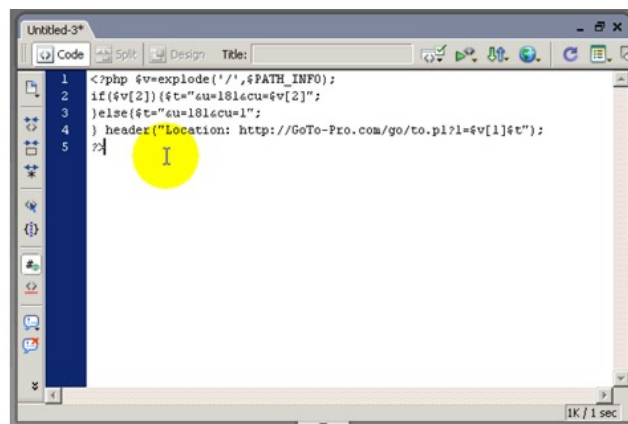 Untitled-3*
Code Split Design Title:
1 <?php $v=explode('/',$PATH_INFO);
2 if($v[2]){$t="&u=181&cu=$v[2]";
3 }else{$t="&u=181&cu=1";
4 } header("Location: http://GoTo-Pro.com/go/to.pl?l=$v[1]$t");
5 ?>
1K / 1 sec